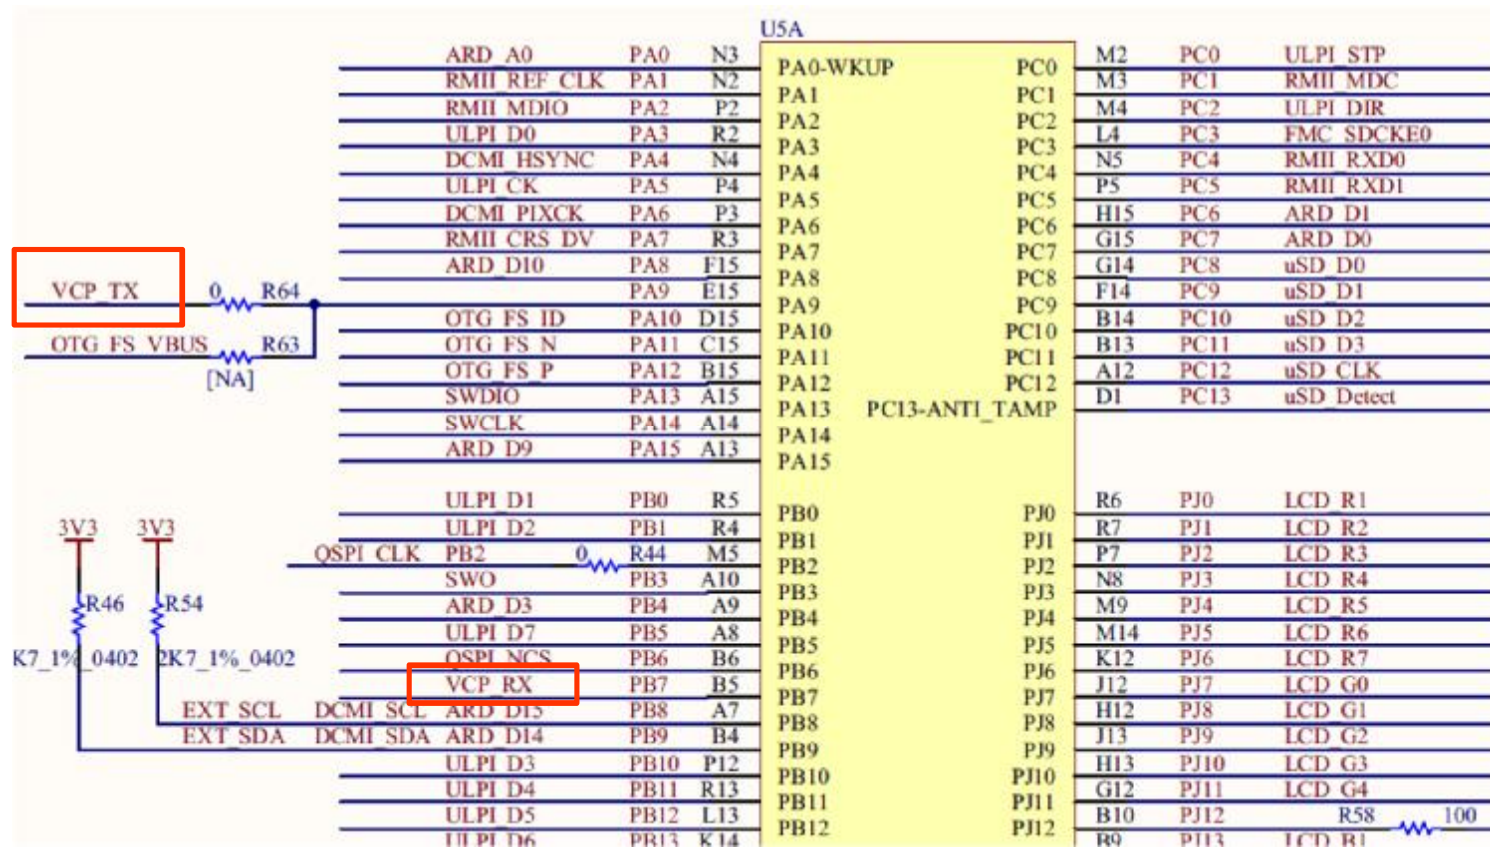 U5A
ARD_A0 PA0 N3 PA0-WKUP PC0 M2 PC0 ULPI_STP
RMII_REF_CLK PA1 N2 PA1 PC1 M3 PC1 RMII_MDC
RMII_MDIO PA2 P2 PA2 PC2 M4 PC2 ULPI_DIR
ULPI_D0 PA3 R2 PA3 PC3 L4 PC3 FMC_SDCKE0
DCMI_HSYNC PA4 N4 PA4 PC4 N5 PC4 RMII_RXD0
ULPI_CK PA5 P4 PA5 PC5 P5 PC5 RMII_RXD1
DCMI_PIXCK PA6 P3 PA6 PC6 H15 PC6 ARD_D1
RMII_CRS_DV PA7 R3 PA7 PC7 G15 PC7 ARD_D0
ARD_D10 PA8 F15 PA8 PC8 G14 PC8 uSD_D0
VCP_TX 0 R64 PA9 E15 PA9 PC9 F14 PC9 uSD_D1
OTG_FS_ID PA10 D15 PA10 PC10 B14 PC10 uSD_D2
OTG_FS_VBUS R63 OTG_FS_N PA11 C15 PA11 PC11 B13 PC11 uSD_D3
[NA] OTG_FS_P PA12 B15 PA12 PC12 A12 PC12 uSD_CLK
SWDIO PA13 A15 PA13 PC13-ANTI_TAMP D1 PC13 uSD_Detect
SWCLK PA14 A14 PA14
ARD_D9 PA15 A13 PA15
ULPI_D1 PB0 R5 PB0 PJ0 R6 PJ0 LCD_R1
3V3 3V3 ULPI_D2 PB1 R4 PB1 PJ1 R7 PJ1 LCD_R2
QSPI_CLK PB2 0 R44 M5 PB2 PJ2 P7 PJ2 LCD_R3
SWO PB3 A10 PB3 PJ3 N8 PJ3 LCD_R4
R46 R54 ARD_D3 PB4 A9 PB4 PJ4 M9 PJ4 LCD_R5
ULPI_D7 PB5 A8 PB5 PJ5 M14 PJ5 LCD_R6
K7_1%_0402 2K7_1%_0402 QSPI_NCS PB6 B6 PB6 PJ6 K12 PJ6 LCD_R7
VCP_RX PB7 B5 PB7 PJ7 J12 PJ7 LCD_G0
EXT_SCL DCMI_SCL ARD_D15 PB8 A7 PB8 PJ8 H12 PJ8 LCD_G1
EXT_SDA DCMI_SDA ARD_D14 PB9 B4 PB9 PJ9 J13 PJ9 LCD_G2
ULPI_D3 PB10 P12 PB10 PJ10 H13 PJ10 LCD_G3
ULPI_D4 PB11 R13 PB11 PJ11 G12 PJ11 LCD_G4
ULPI_D5 PB12 L13 PB12 PJ12 B10 PJ12 R58 100
ULPI_D6 PB13 K14 B9 PJ13 LCD_B1